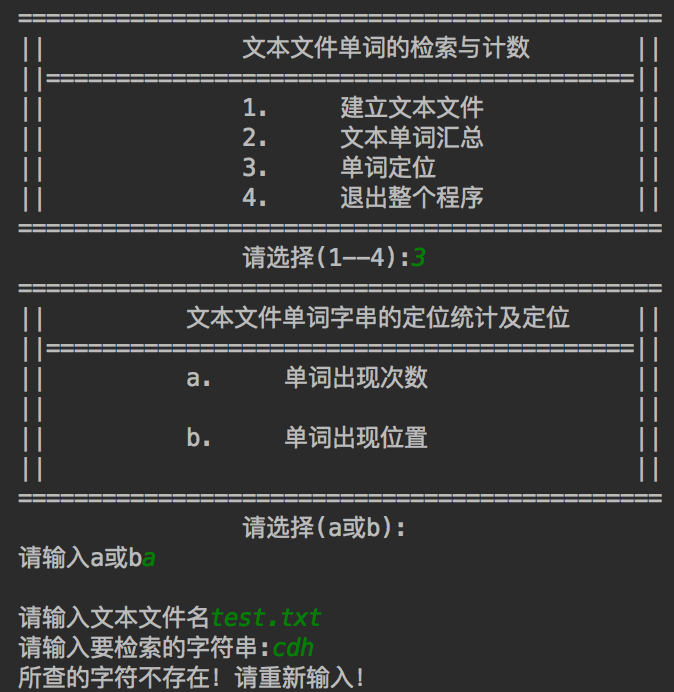 ==============================================
||              文本文件单词的检索与计数       ||
||==========================================||
||              1.     建立文本文件           ||
||              2.     文本单词汇总           ||
||              3.     单词定位              ||
||              4.     退出整个程序           ||
==============================================
请选择(1——4):3
==============================================
||          文本文件单词字串的定位统计及定位     ||
||==========================================||
||          a.     单词出现次数               ||
||                                          ||
||          b.     单词出现位置               ||
||                                          ||
==============================================
请选择(a或b):
请输入a或ba
请输入文本文件名test.txt
请输入要检索的字符串:cdh
所查的字符不存在! 请重新输入!